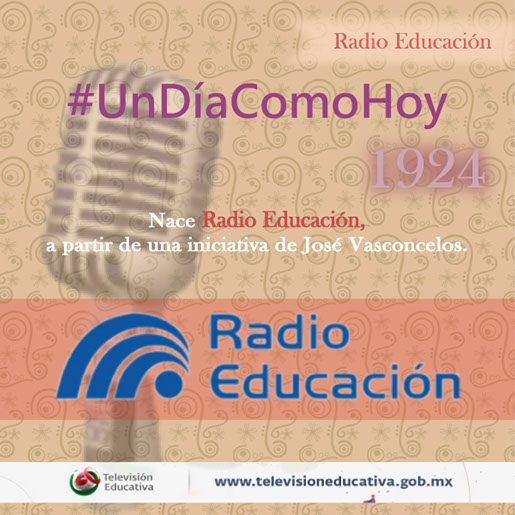 Radio Educación
#UnDíaComoHoy
1924
Nace Radio Educación,
a partir de una iniciativa de José Vasconcelos.
Radio
Educación
Televisión
Educativa
www.televisioneducativa.gob.mx